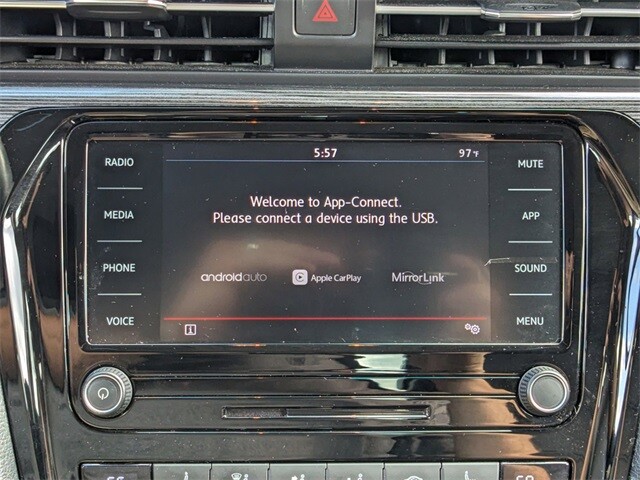 5:57
97°F
RADIO
MEDIA
PHONE
VOICE
Welcome to App-Connect.
Please connect a device using the USB.
androidauto
Apple CarPlay
MirrorLink
MUTE
APP
SOUND
MENU